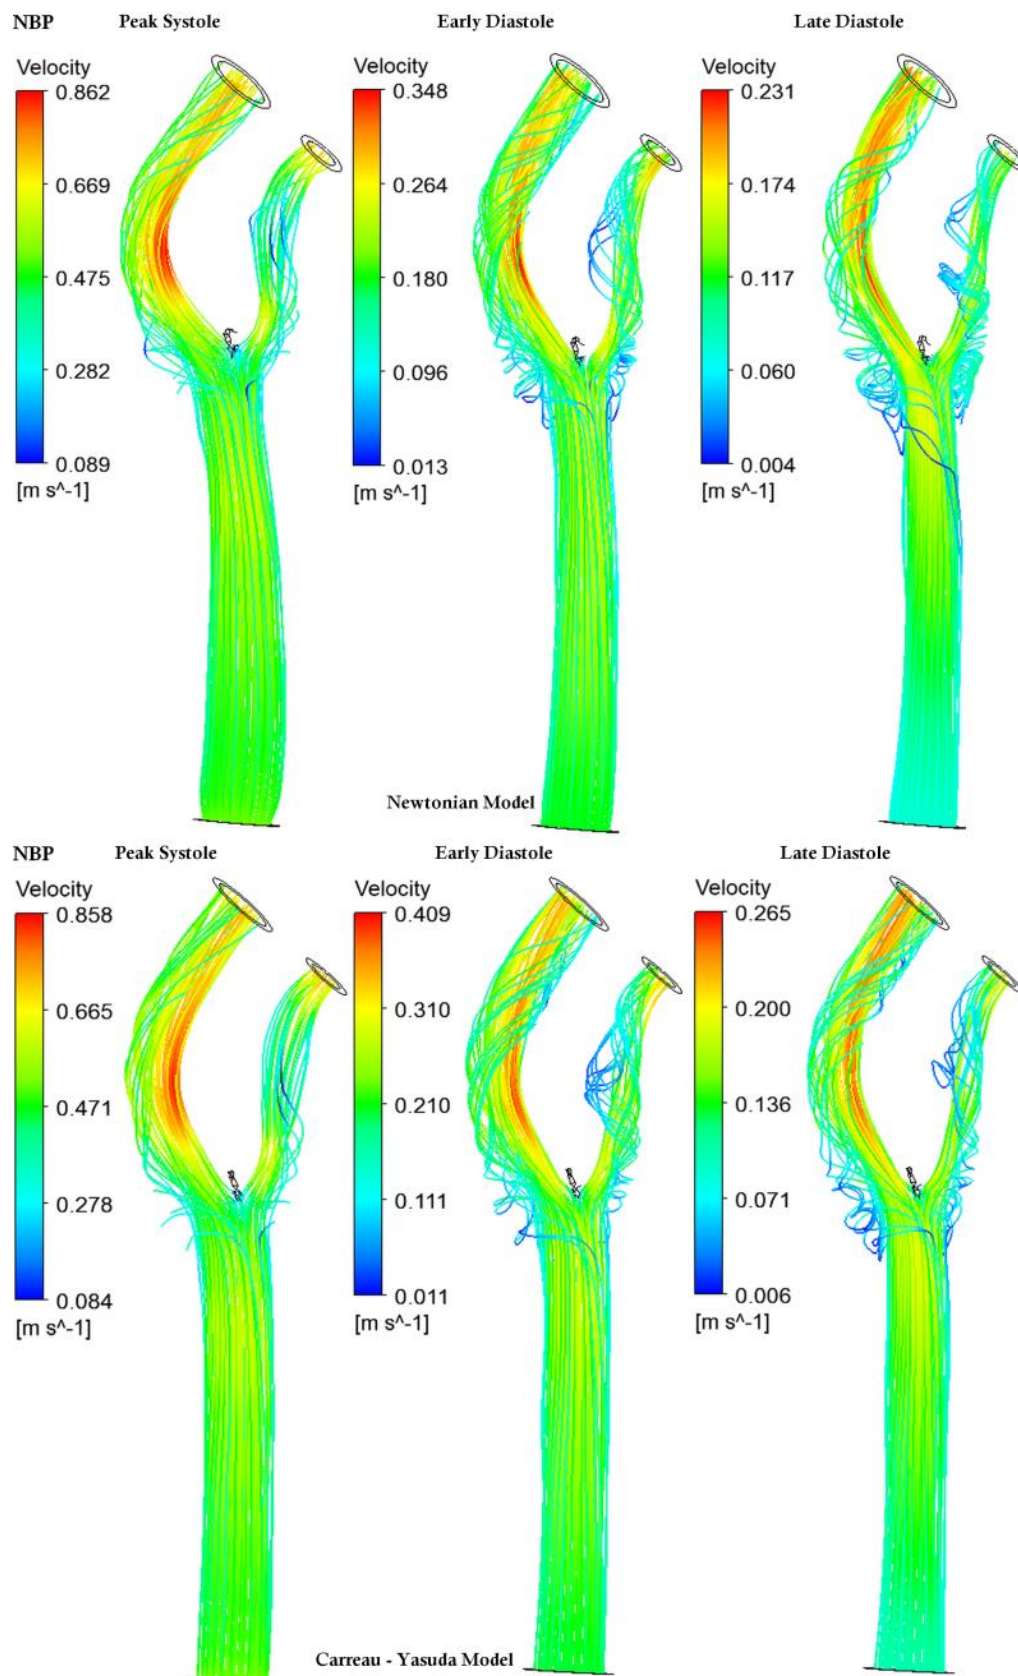 NBP Peak Systole Early Diastole Late Diastole
Velocity Velocity Velocity
0.862 0.348 0.231
0.669 0.264 0.174
0.475 0.180 0.117
0.282 0.096 0.060
0.089 0.013 0.004
[m s^-1] [m s^-1] [m s^-1]
Newtonian Model
NBP Peak Systole Early Diastole Late Diastole
Velocity Velocity Velocity
0.858 0.409 0.265
0.665 0.310 0.200
0.471 0.210 0.136
0.278 0.111 0.071
0.084 0.011 0.006
[m s^-1] [m s^-1] [m s^-1]
Carreau - Yasuda Model